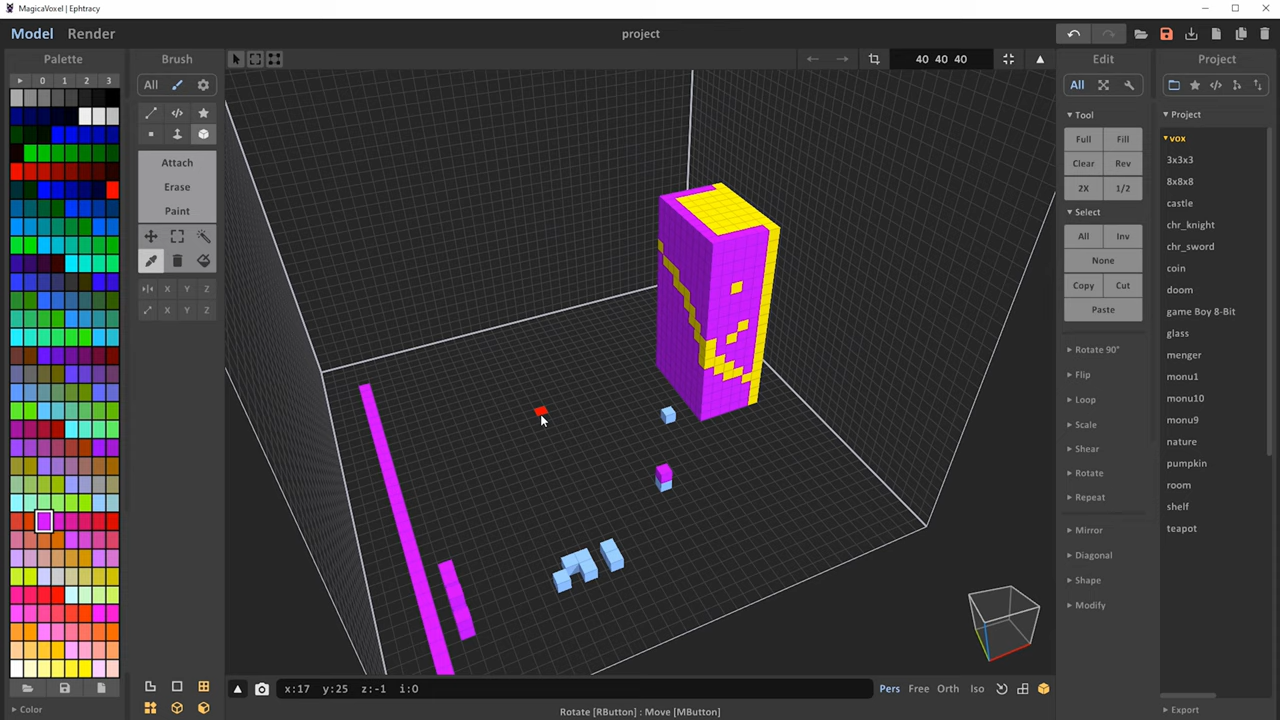 MagicaVoxel | Ephtracy
Model Render
project
Palette
0 1 2 3
Color
Brush
All
Attach
Erase
Paint
X Y Z
X Y Z
40 40 40
x:17 y:25 z:-1 i:0
Pers Free Orth Iso
Rotate [RButton] : Move [MButton]
Edit
All
Tool
Full Fill
Clear Rev
2X 1/2
Select
All Inv
None
Copy Cut
Paste
Rotate 90°
Flip
Loop
Scale
Shear
Rotate
Repeat
Mirror
Diagonal
Shape
Modify
Project
Project
vox
3x3x3
8x8x8
castle
chr_knight
chr_sword
coin
doom
game Boy 8-Bit
glass
menger
monu1
monu10
monu9
nature
pumpkin
room
shelf
teapot
Export